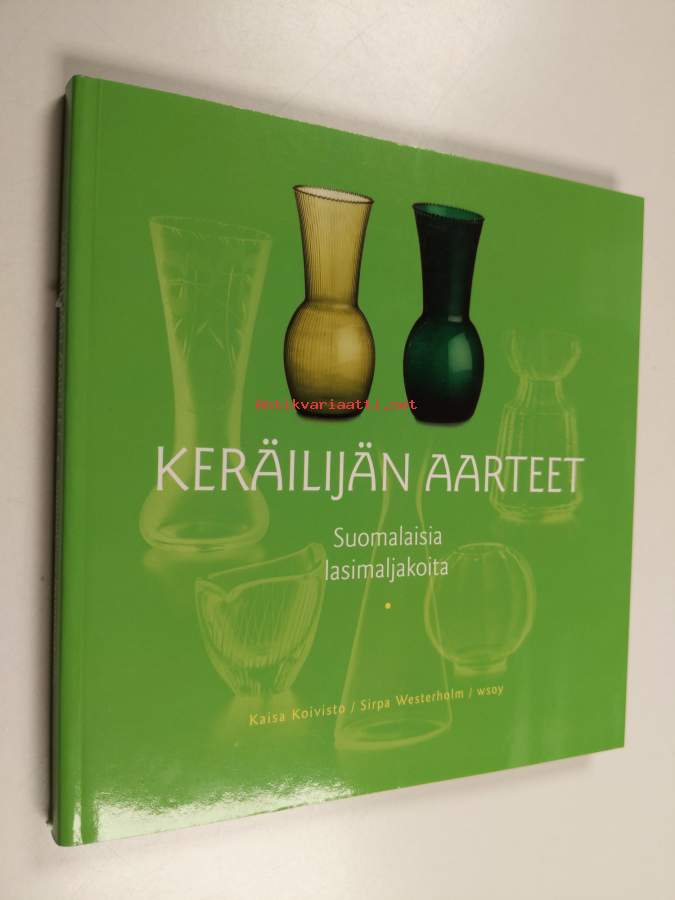 Antikvariaatti.net
KERÄILIJÄN AARTEET
Suomalaisia
lasimaljakoita
Kaisa Koivisto / Sirpa Westerholm / wsoy